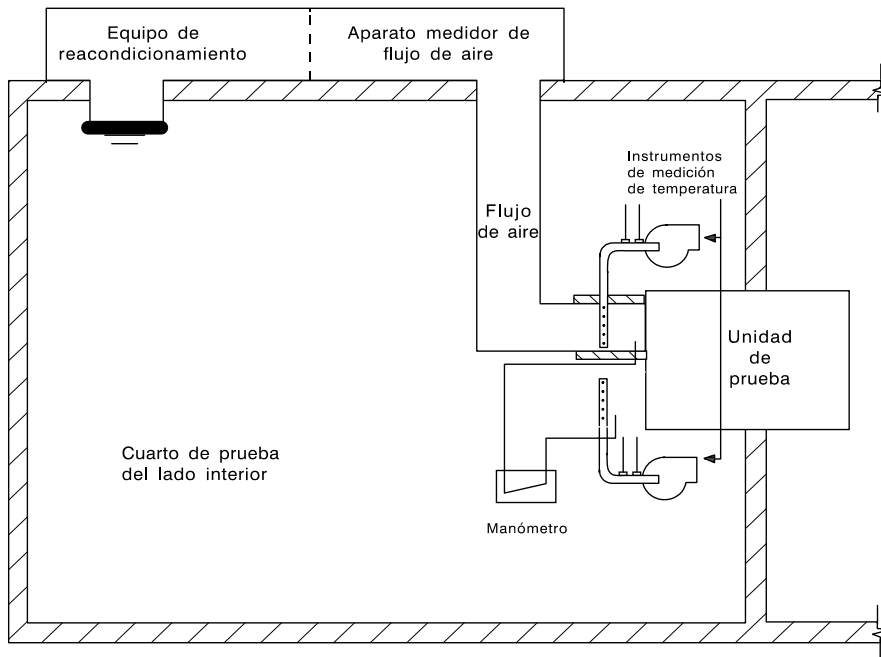 Equipo de
reacondicionamiento
Aparato medidor de
flujo de aire
Instrumentos
de medición
de temperatura
Flujo
de aire
Unidad
de
prueba
Cuarto de prueba
del lado interior
Manómetro